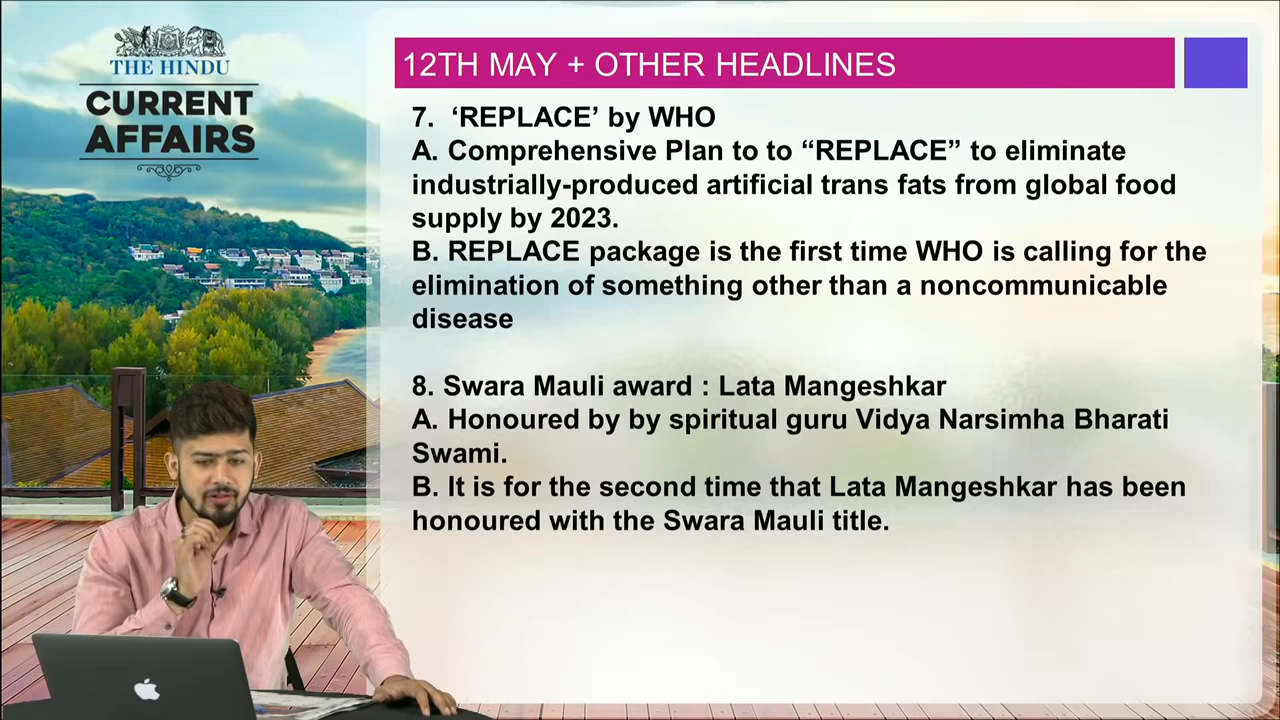 THE HINDU
CURRENT
AFFAIRS
12TH MAY + OTHER HEADLINES
7.  ‘REPLACE’ by WHO
A. Comprehensive Plan to to “REPLACE” to eliminate
industrially-produced artificial trans fats from global food
supply by 2023.
B. REPLACE package is the first time WHO is calling for the
elimination of something other than a noncommunicable
disease
8. Swara Mauli award : Lata Mangeshkar
A. Honoured by by spiritual guru Vidya Narsimha Bharati
Swami.
B. It is for the second time that Lata Mangeshkar has been
honoured with the Swara Mauli title.